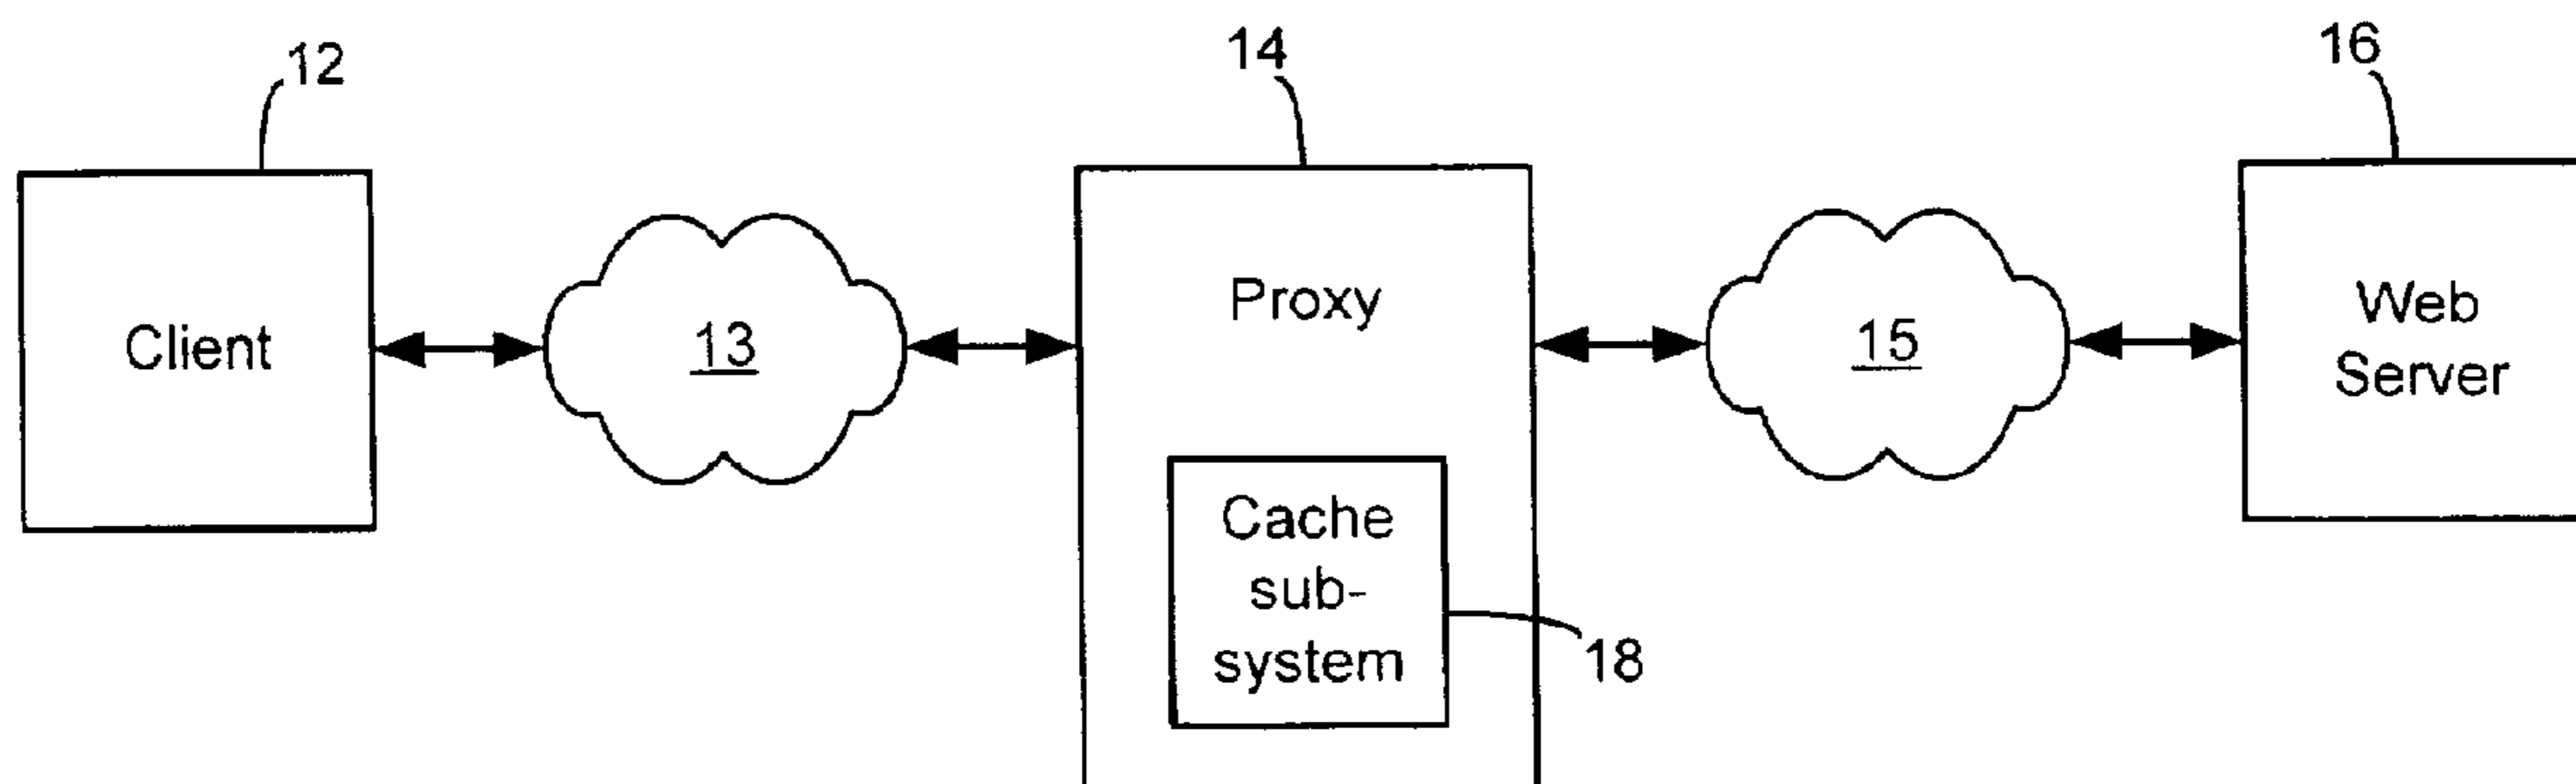 12
14
16
Client
13
Proxy
15
Web
Server
Cache
sub-
system
18